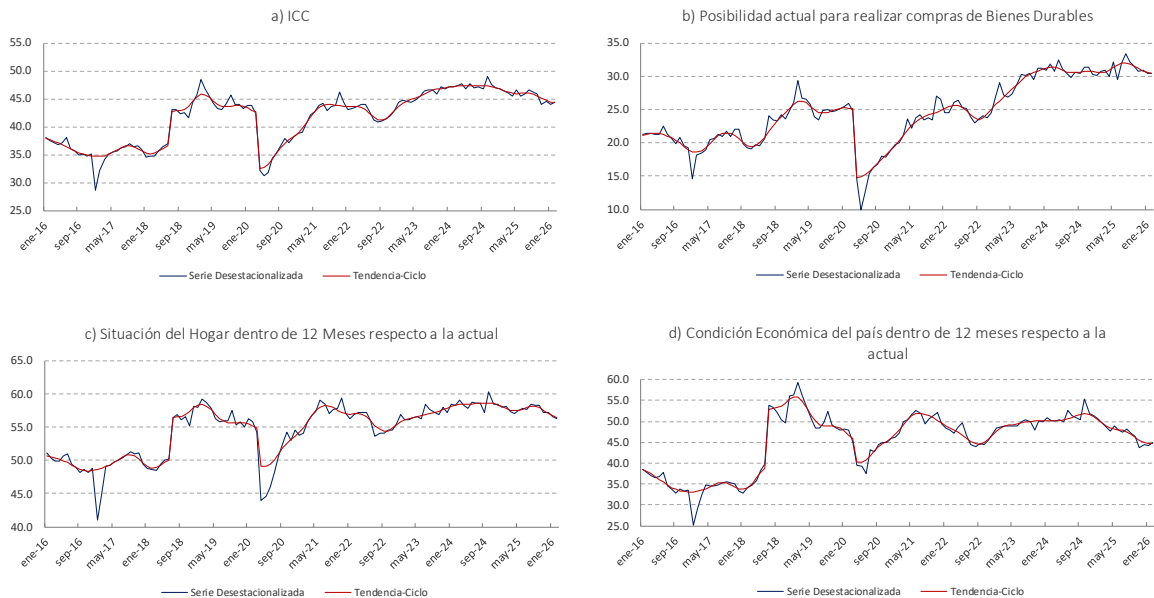 a) ICC
55.0
50.0
45.0
40.0
35.0
30.0
25.0
ene-16
sep-16
may-17
ene-18
sep-18
may-19
ene-20
sep-20
may-21
ene-22
sep-22
may-23
ene-24
sep-24
may-25
ene-26
Serie Desestacionalizada
Tendencia-Ciclo
b) Posibilidad actual para realizar compras de Bienes Durables
35.0
30.0
25.0
20.0
15.0
10.0
ene-16
sep-16
may-17
ene-18
sep-18
may-19
ene-20
sep-20
may-21
ene-22
sep-22
may-23
ene-24
sep-24
may-25
ene-26
Serie Desestacionalizada
Tendencia-Ciclo
c) Situación del Hogar dentro de 12 Meses respecto a la actual
65.0
60.0
55.0
50.0
45.0
40.0
ene-16
sep-16
may-17
ene-18
sep-18
may-19
ene-20
sep-20
may-21
ene-22
sep-22
may-23
ene-24
sep-24
may-25
ene-26
Serie Desestacionalizada
Tendencia-Ciclo
d) Condición Económica del país dentro de 12 meses respecto a la
actual
60.0
55.0
50.0
45.0
40.0
35.0
30.0
25.0
ene-16
sep-16
may-17
ene-18
sep-18
may-19
ene-20
sep-20
may-21
ene-22
sep-22
may-23
ene-24
sep-24
may-25
ene-26
Serie Desestacionalizada
Tendencia-Ciclo